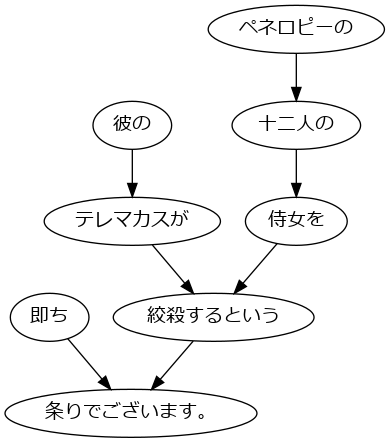 ペネロピーの
彼の
十二人の
テレマカスが
侍女を
即ち
絞殺するという
条りでございます。